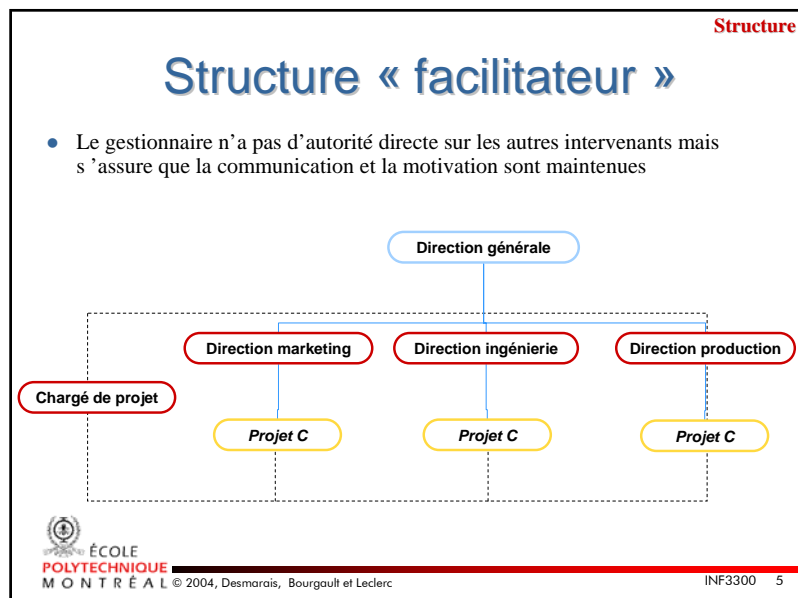 Structure
Structure « facilitateur »
● Le gestionnaire n'a pas d'autorité directe sur les autres intervenants mais
s 'assure que la communication et la motivation sont maintenues
Direction générale
Direction marketing
Direction ingénierie
Direction production
Chargé de projet
Projet C
Projet C
Projet C
ÉCOLE
POLYTECHNIQUE
MONTRÉAL © 2004, Desmarais, Bourgault et Leclerc
INF3300 5